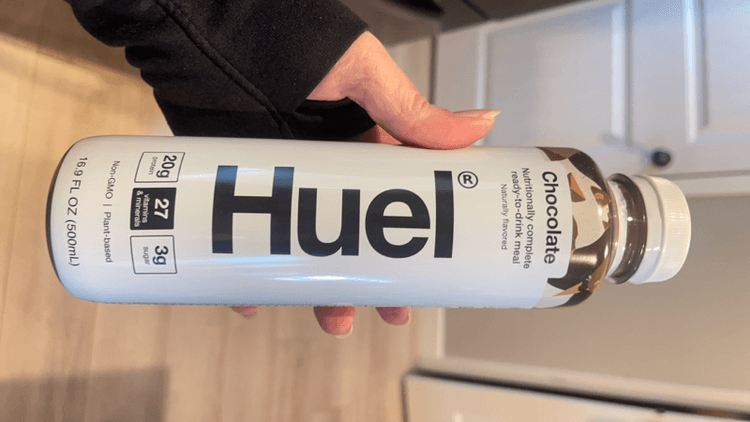 Huel®
Chocolate
Nutritionally complete
ready-to-drink meal
Naturally flavored
20g
protein
27
vitamins
& minerals
3g
sugar
Non-GMO | Plant-based
16.9 FL OZ (500mL)